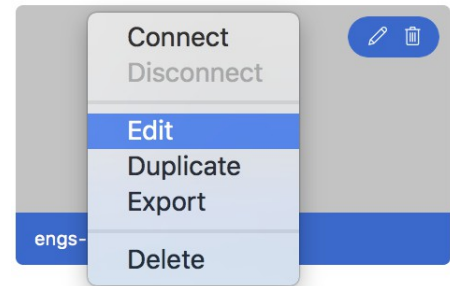 Connect
Disconnect
Edit
Duplicate
Export
engs-
Delete